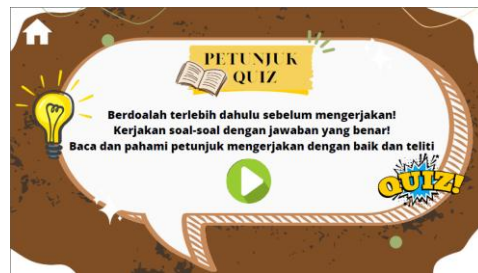 PETUNJUK
QUIZ
Berdoalah terlebih dahulu sebelum mengerjakan!
Kerjakan soal-soal dengan jawaban yang benar!
Baca dan pahami petunjuk mengerjakan dengan baik dan teliti
QUIZ!